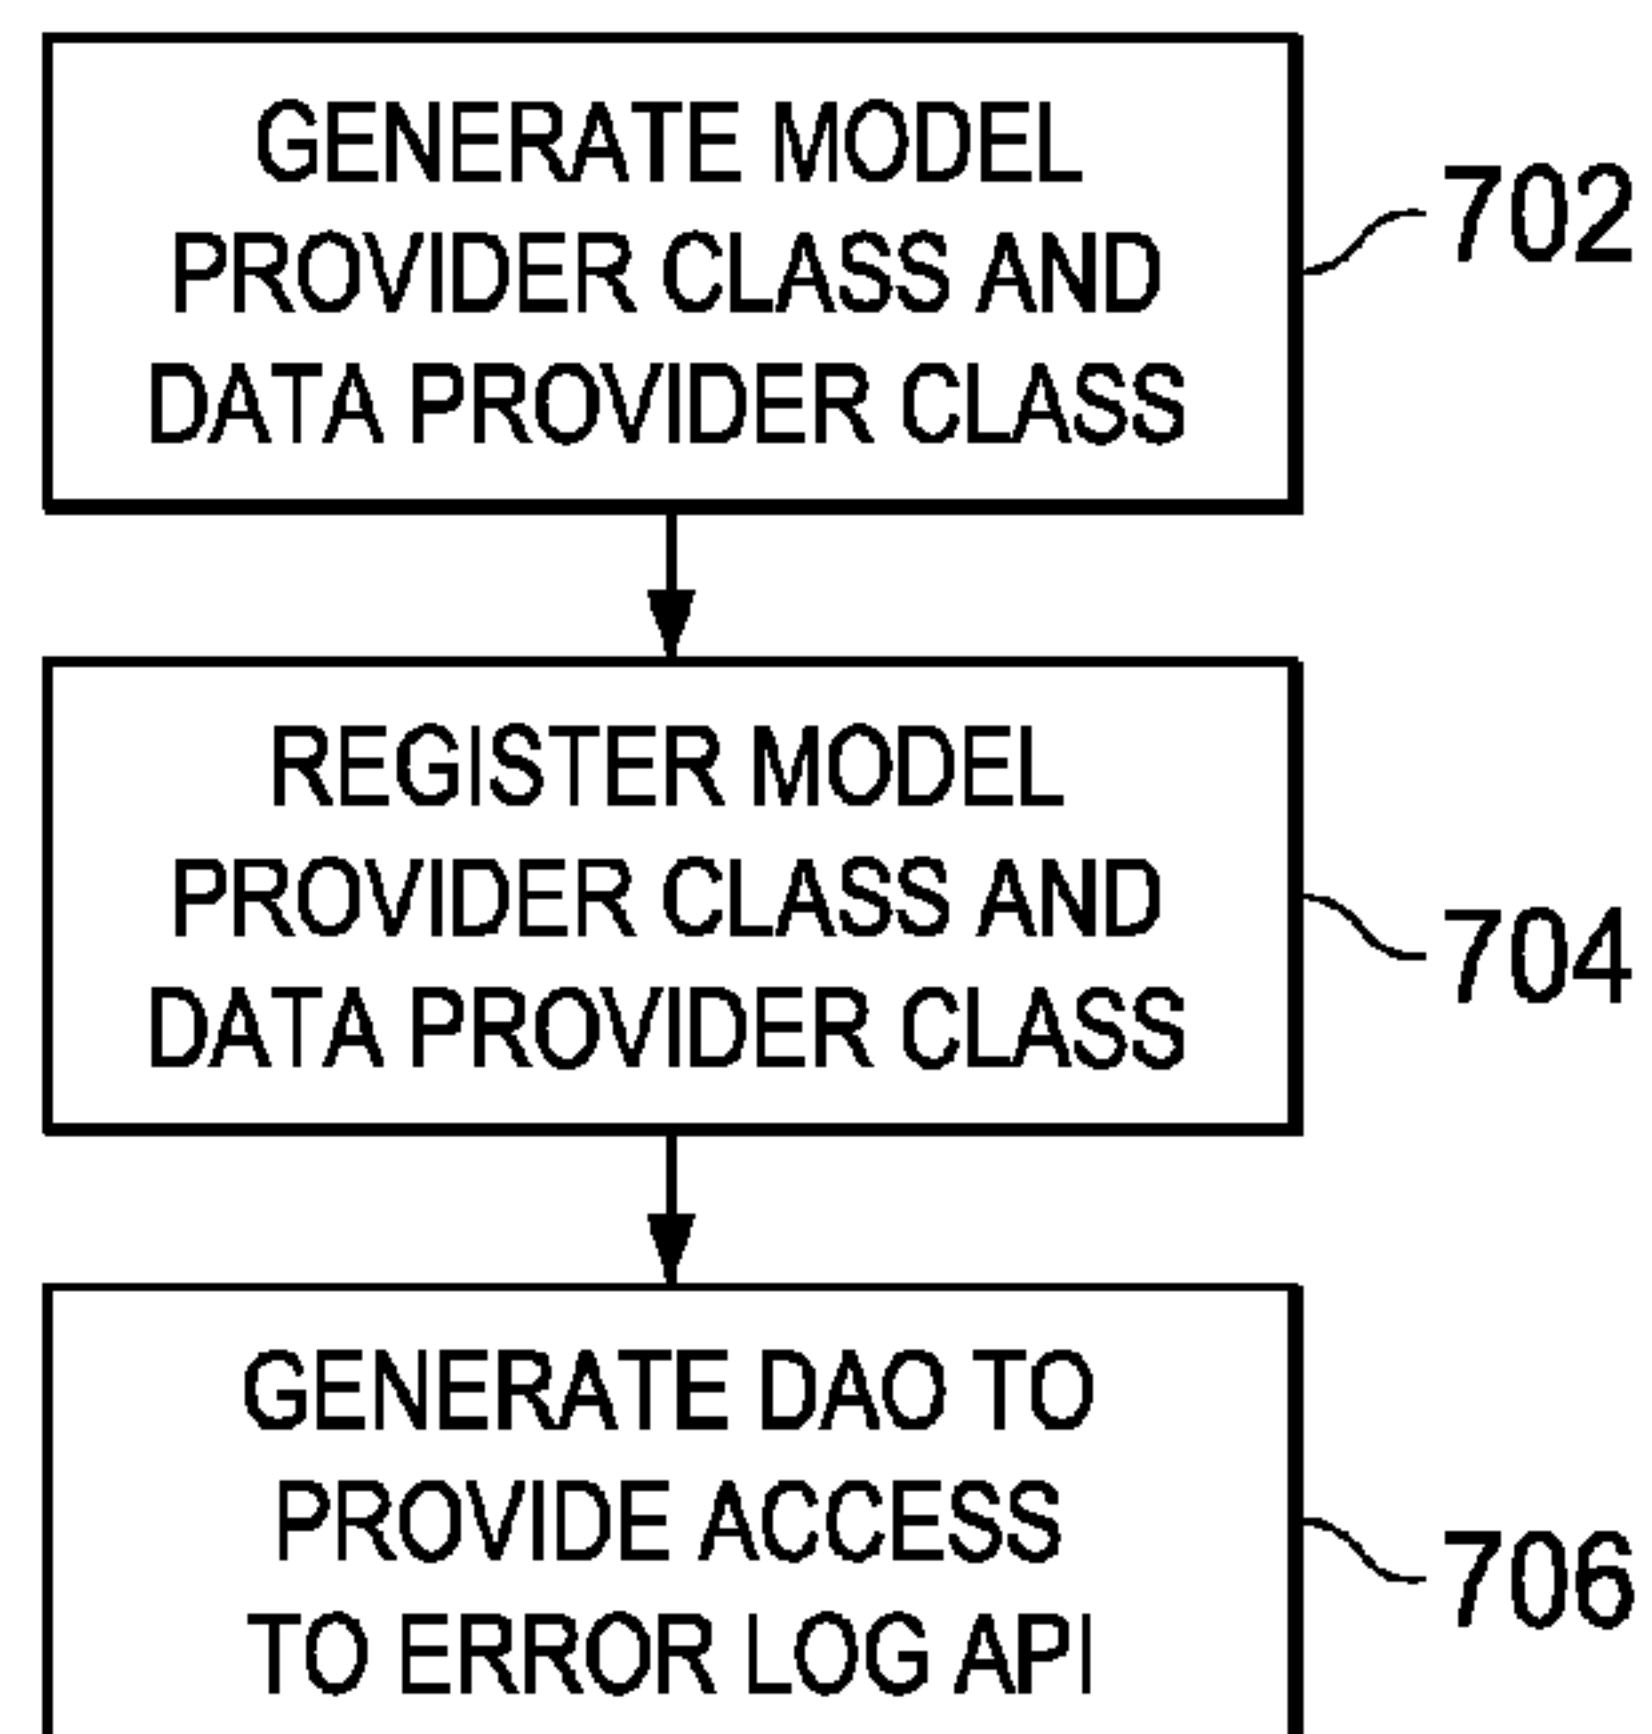 GENERATE MODEL
PROVIDER CLASS AND
DATA PROVIDER CLASS
702
REGISTER MODEL
PROVIDER CLASS AND
DATA PROVIDER CLASS
704
GENERATE DAO TO
PROVIDE ACCESS
TO ERROR LOG API
706